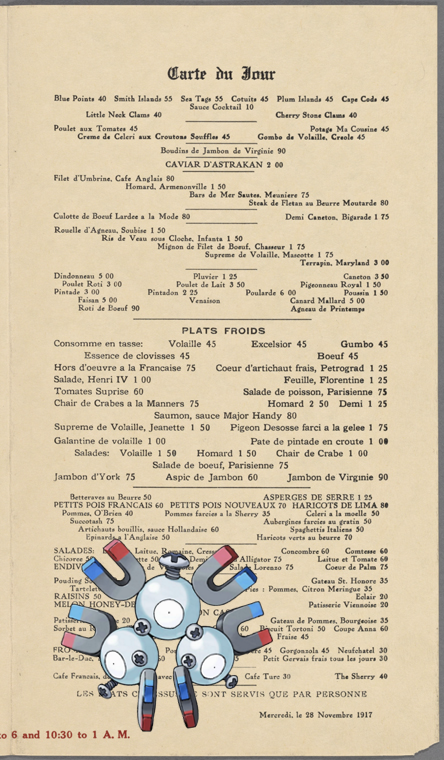 Carte du Jour
Blue Points 40 Smith Islands 55 Sea Tags 55 Cotuits 45 Plum Islands 45 Cape Cods 45
Sauce Cocktail 10
Little Neck Clams 40 Cherry Stone Clams 40
Poulet aux Tomates 45 Potage Ma Cousine 45
Creme de Celeri aux Croutons Souffles 45 Gombo de Volaille, Creole 45
Boudins de Jambon de Virginie 90
CAVIAR D'ASTRAKAN 2 00
Filet d'Umbrine, Cafe Anglais 80
Homard, Armenonville 1 50
Bars de Mer Sautes, Meuniere 75
Steak de Fletan au Beurre Moutarde 80
Culotte de Boeuf Lardee a la Mode 80 Demi Caneton, Bigarade 1 75
Rouelle d'Agneau, Soubise 1 50
Ris de Veau sous Cloche, Infanta 1 50
Mignon de Filet de Boeuf, Chasseur 1 75
Supreme de Volaille, Mascotte 1 75
Terrapin, Maryland 3 00
Dindonneau 5 00 Pluvier 1 25 Caneton 3 50
Poulet Roti 3 00 Poulet de Lait 3 50 Pigeonneau Royal 1 50
Pintade 3 00 Pintadon 2 25 Poularde 6 00 Poussin 1 50
Faisan 5 00 Venaison Canard Mallard 5 00
Roti de Boeuf 90 Agneau de Printemps
PLATS FROIDS
Consomme en tasse: Volaille 45 Excelsior 45 Gumbo 45
Essence de clovisses 45 Boeuf 45
Hors d'oeuvre a la Francaise 75 Coeur d'artichaut frais, Petrograd 1 25
Salade, Henri IV 1 00 Feuille, Florentine 1 25
Tomates Suprise 60 Salade de poisson, Parisienne 75
Chair de Crabes a la Manners 75 Homard 2 50 Demi 1 25
Saumon, sauce Major Handy 80
Supreme de Volaille, Jeanette 1 50 Pigeon Desosse farci a la gelee 1 75
Galantine de volaille 1 00 Pate de pintade en croute 1 00
Salades: Volaille 1 50 Homard 1 50 Chair de Crabe 1 00
Salade de boeuf, Parisienne 75
Jambon d'York 75 Aspic de Jambon 60 Jambon de Virginie 90
Betteraves au Beurre 50 ASPERGES DE SERRE 1 25
PETITS POIS FRANCAIS 60 PETITS POIS NOUVEAUX 70 HARICOTS DE LIMA 80
Pommes, O'Brien 40 Pommes farcies a la Sherry 35 Celeri a la moelle 50
Succotash 75 Aubergines farcies au gratin 50
Artichauts bouillis, sauce Hollandaise 60 Spaghettis Italiens 50
Epinards a l'Anglaise 50 Haricots verts au beurre 70
SALADES: Laitue, Romaine, Cress Concombre 60 Comtesse 60
Chicoree Alligator 75 Laitue et Tomate 60
ENDIV Salade Lorenzo 75 Coeur de Palm 75
Pouding Gateau St. Honore 35
Tartelet : Pommes, Citron Meringue 35
RAISINS 50 Eclair 20
MELON HONEY-DE Patisserie Viennoise 20
Gateau de Pommes, Bourgeoise 35
Sorbet au 60 Biscuit Tortoni 50 Coupe Anna 60
Fraise 45
FRO 45 Gorgonzola 45 Neufchatel 30
Bar-le-Duc, Petit Gervais frais tous les jours 30
Cafe Francais, Cafe Turc 30 The Sherry 40
LES PLATS CI-DESSUS NE SONT SERVIS QUE PAR PERSONNE
Mercredi, le 28 Novembre 1917
to 6 and 10:30 to 1 A. M.